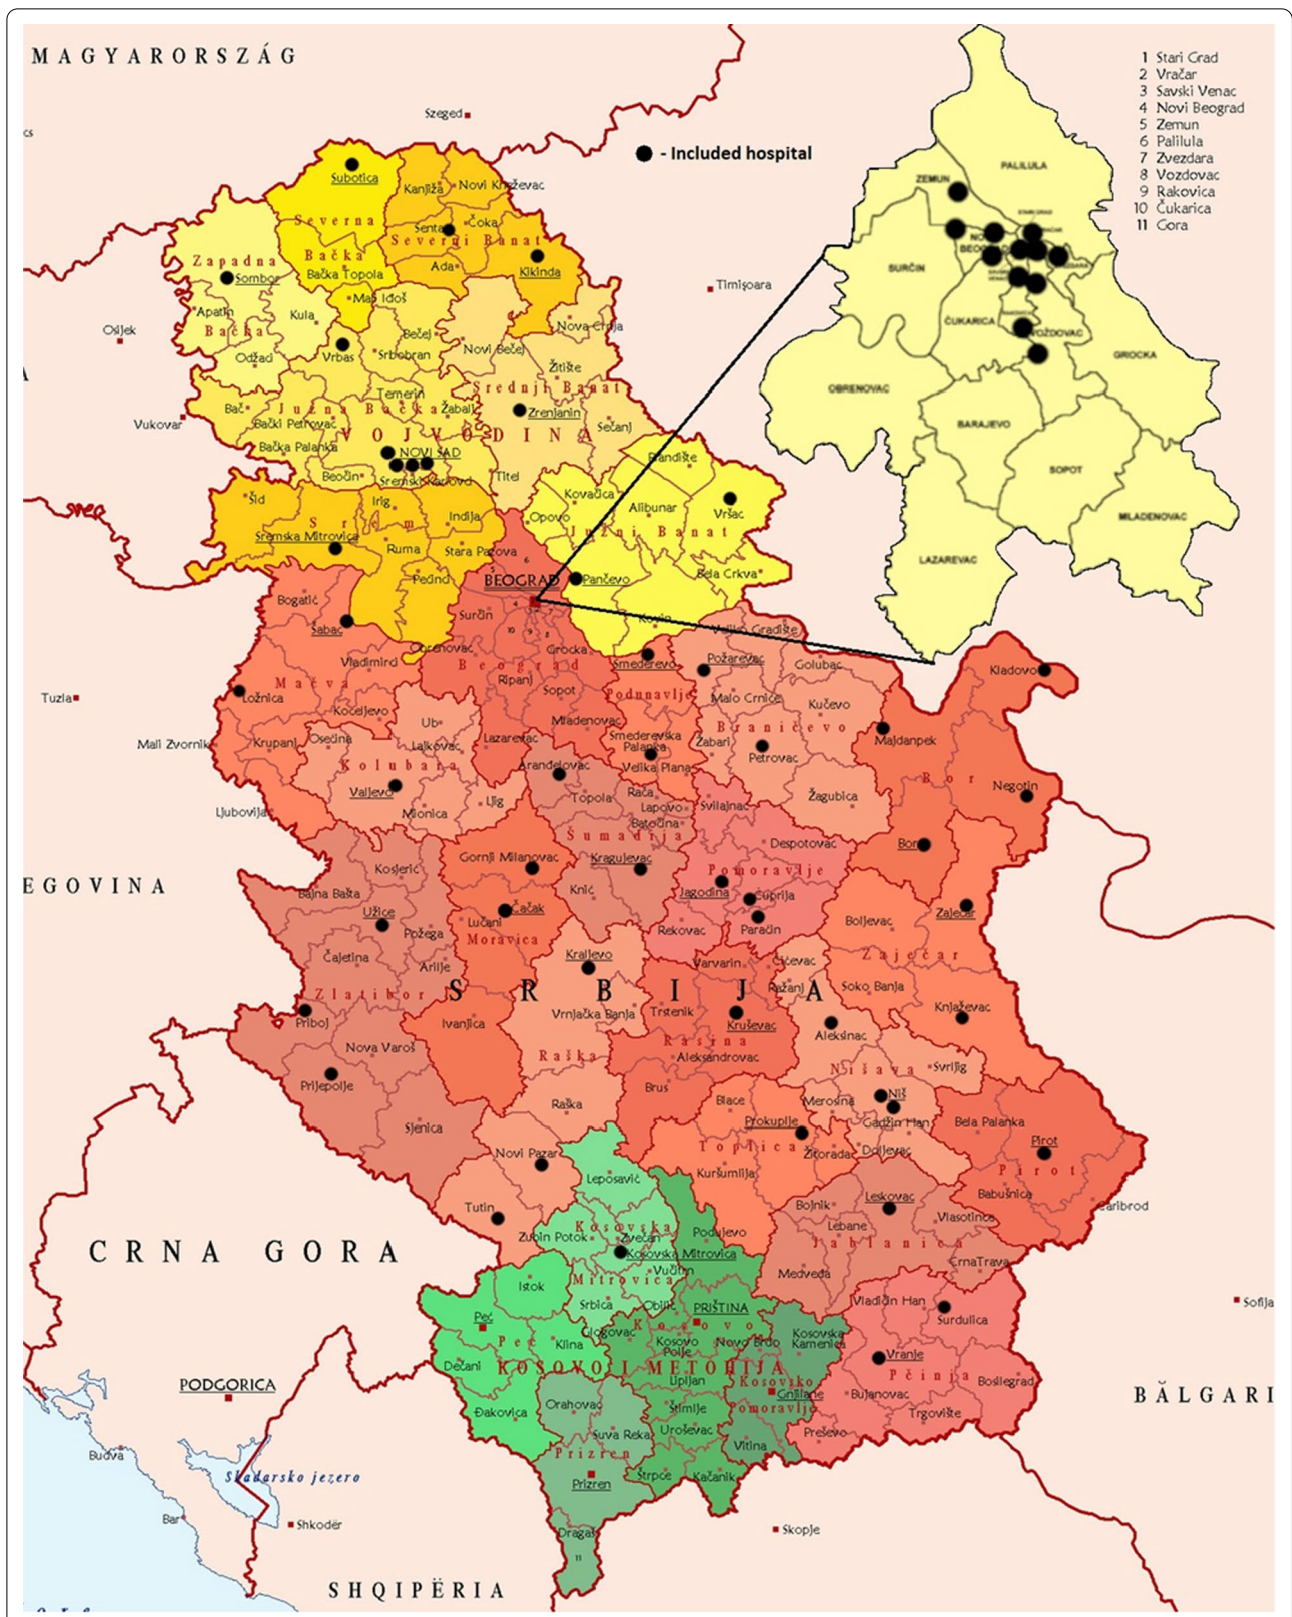 MAGYARORSZÁG
1 Stari Grad
2 Vračar
3 Savski Venac
4 Novi Beograd
5 Zemun
6 Palilula
7 Zvezdara
8 Vozdovac
9 Rakovica
10 Čukarica
11 Gora
Szeged
- Included hospital
PALILULA
ZEMUN
SURČIN
ČUKARICA
GROCKA
OBRENOVAC
BARAJEVO
SOPOT
MLADENOVAC
LAZAREVAC
Subotica
Kanjiža
Novi Kneževac
Severna
Bačka
Senta
Čoka
Severni Banat
Zapadna
Bačka
Sombor
Bačka Topola
Ada
Kikinda
Timişoara
Mali Iđoš
Apatin
Kula
Nova Crnja
Osijek
Bečej
Odžaci
Vrbas
Srbobran
Novi Bečej
Žitište
Temerin
Srednji Banat
Bač
Južna Bačka
Žabalj
Zrenjanin
Vukovar
Bački Petrovac
Sečanj
VOJVODINA
Bačka Palanka
NOVI SAD
Plandište
Beočin
Sremski Karlovci
Titel
Šid
Irig
Kovačica
Alibunar
Vršac
Srem
Inđija
Opovo
Južni Banat
Sremska Mitrovica
Ruma
Stara Pazova
6
Pećinci
BEOGRAD
Pančevo
Bela Crkva
Bogatić
Surčin
4
7
10
9
8
Kovin
Veliko Gradište
Šabac
Obrenovac
Grocka
Vladimirci
Beograd
Smederevo
Požarevac
Golubac
Kladovo
Mačva
Ripanj
Tuzla
Ložnica
Sopot
Podunavlje
Malo Crniće
Kučevo
Koceljevo
Ub
Mladenovac
Braničevo
Mali Zvornik
Krupanj
Osečina
Lajkovac
Lazarevac
Smederevska
Palanka
Žabari
Petrovac
Majdanpek
Kolubara
Aranđelovac
Velika Plana
Bor
Valjevo
Ljig
Topola
Rača
Svilajnac
Žagubica
Negotin
Ljubovija
Mionica
Lapovo
Batočina
Šumadija
Despotovac
Bor
Gornji Milanovac
Kragujevac
Pomoravlje
Kosjerić
EGOVINA
Bajina Bašta
Knić
Jagodina
Ćuprija
Užice
Čačak
Zaječar
Lučani
Požega
Rekovac
Paraćin
Boljevac
Moravica
Čajetina
Arilje
Kraljevo
Varvarin
Ćićevac
Zaječar
Zlatibor
SRBIJA
Ražanj
Soko Banja
Priboj
Vrnjačka Banja
Trstenik
Knjaževac
Ivanjica
Kruševac
Aleksinac
Nova Varoš
Rasina
Raška
Aleksandrovac
Nišava
Svrljig
Prijepolje
Brus
Raška
Blace
Merošina
Niš
Sjenica
Prokuplje
Gadžin Han
Bela Palanka
Pirot
Novi Pazar
Toplica
Žitorađa
Doljevac
Leposavić
Kuršumlija
Pirot
Babušnica
Tutin
Bojnik
Leskovac
Caribrod
Kosovska
Lebane
Vlasotince
Zubin Potok
Zvečan
Podujevo
Jablanica
CRNA GORA
Kosovska Mitrovica
Mitrovica
Vučitrn
Medveđa
Crna Trava
Istok
Srbica
Obilić
PRIŠTINA
Vladičin Han
Sofija
Peć
Glogovac
Kosovo
Surdulica
Peć
Klina
Kosovo
Polje
Novo Brdo
Kosovska
Kamenica
Vranje
Dečani
KOSOVO I METOHIJA
Lipljan
Kosovsko
Pomoravlje
Gnjilane
Pčinja
Bosilegrad
PODGORICA
Bujanovac
BĂLGARI
Đakovica
Orahovac
Štimlje
Trgovište
Suva Reka
Uroševac
Preševo
Prizren
Vitina
Budva
Štrpce
Kačanik
Skadarsko jezero
Prizren
Bar
Shkodër
Skopje
Dragaš
11
SHQIPËRIA